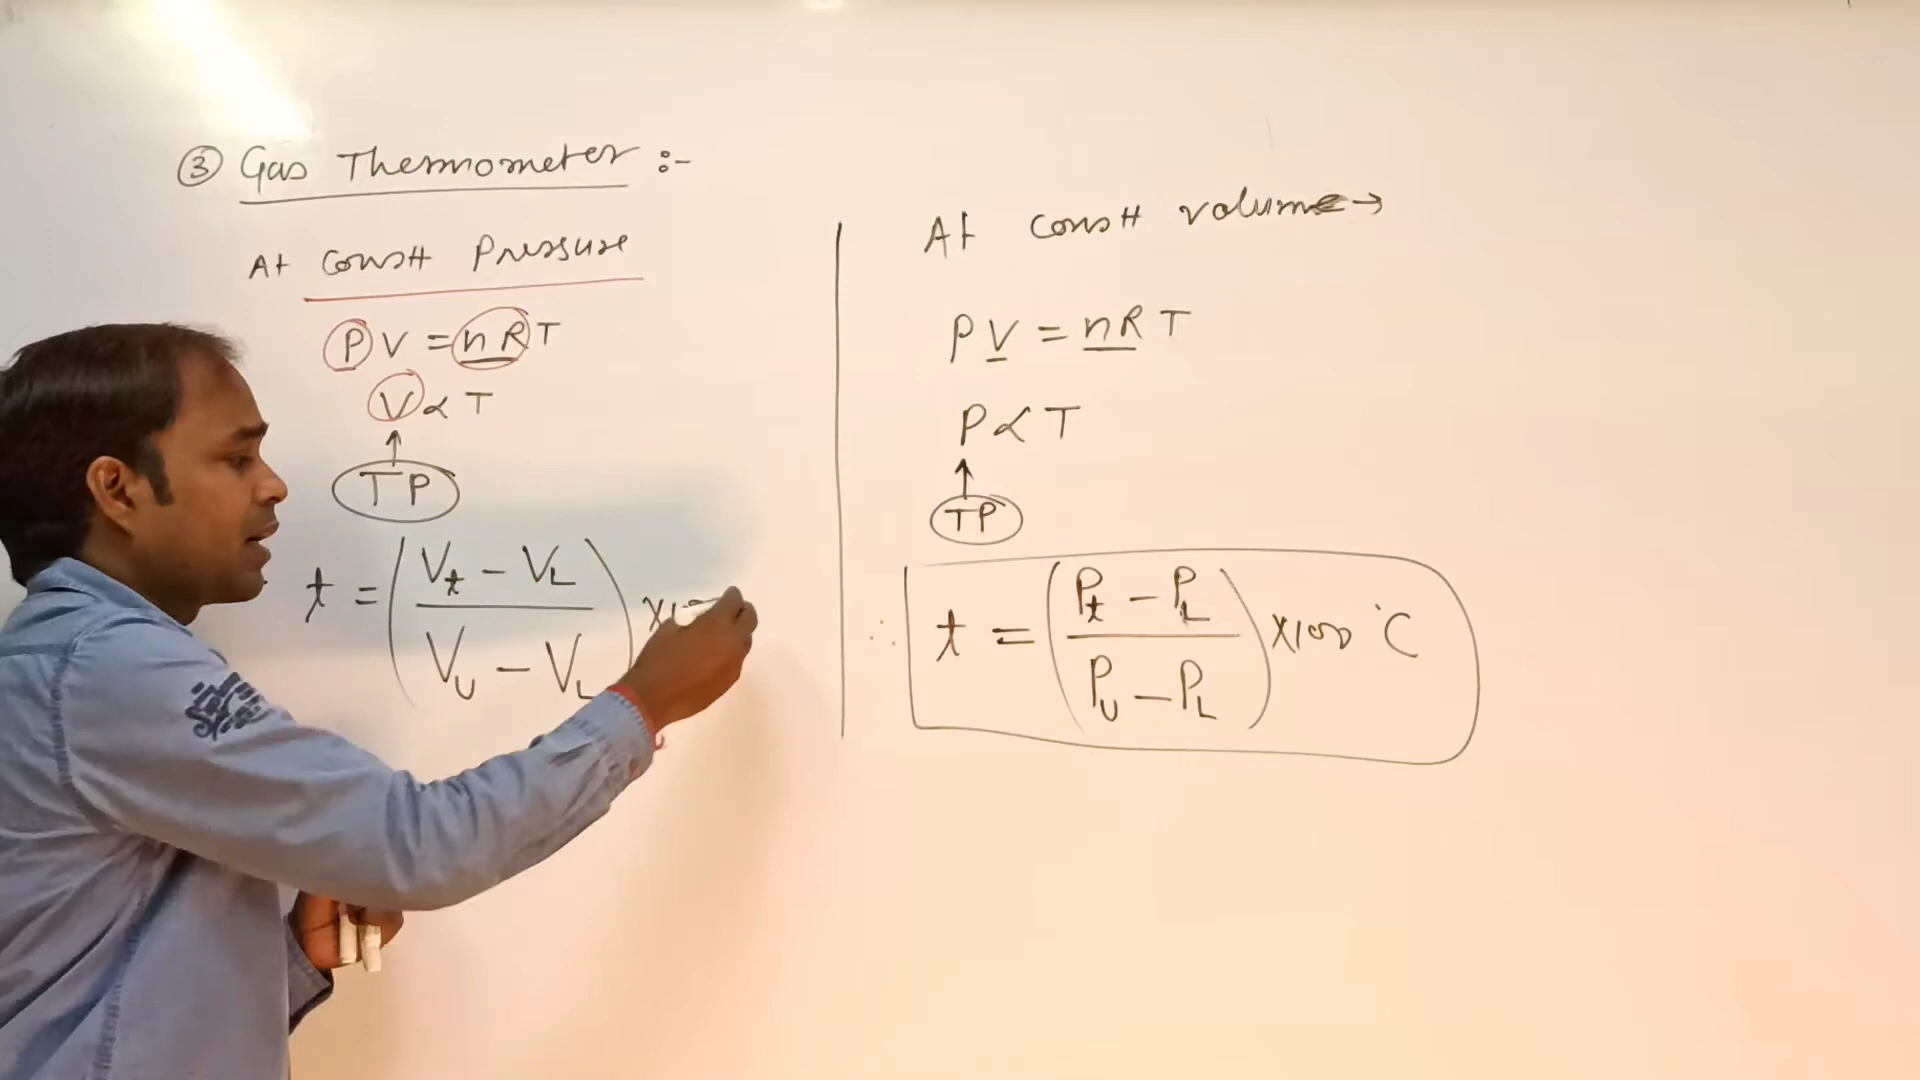 ③ Gas Thermometer :-
At const Pressure
PV = nRT
V ∝ T
↑
TP
t = (Vt - VL / VU - VL) ×100
At const volume →
PV = nRT
P ∝ T
↑
TP
∴ t = (Pt - PL / PU - PL) ×100 °C